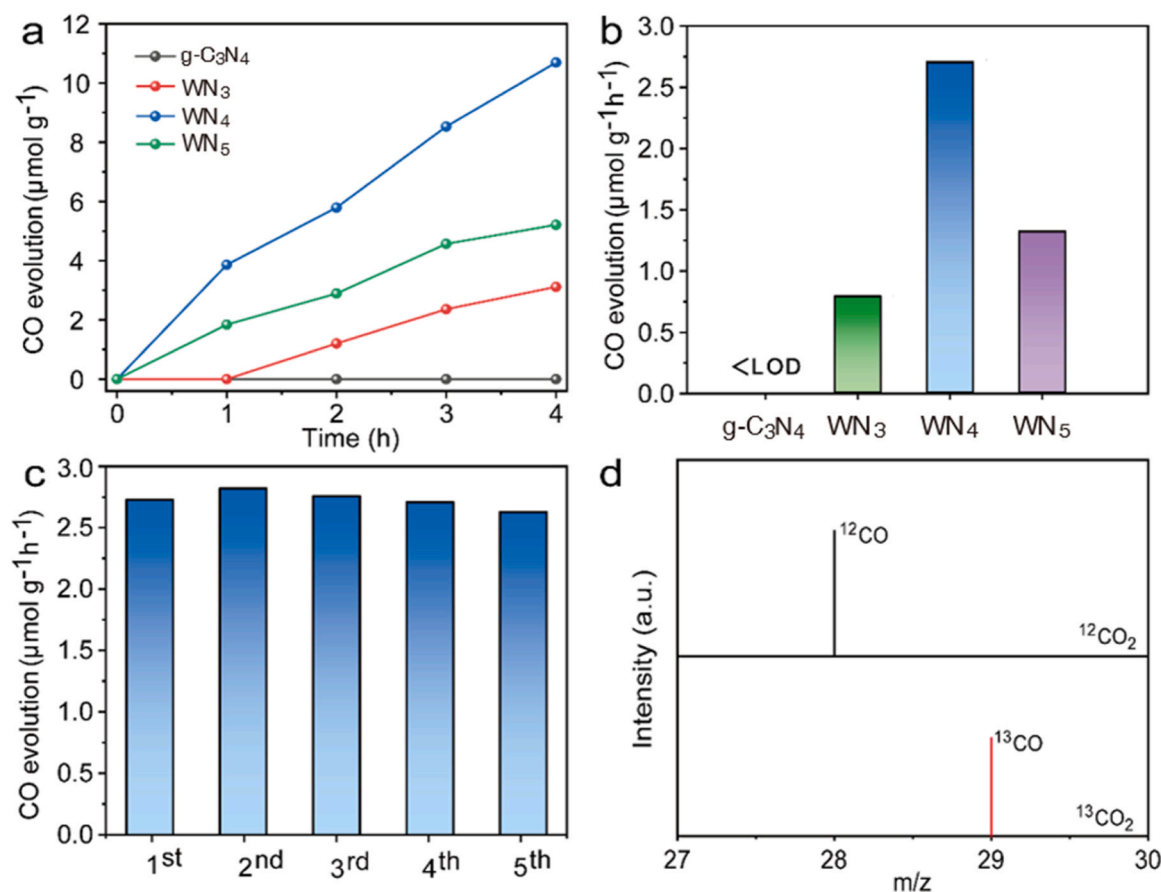 a
CO evolution (μmol g⁻¹)
12
10
8
6
4
2
0
g-C₃N₄
WN₃
WN₄
WN₅
0 1 2 3 4
Time (h)
b
CO evolution (μmol g⁻¹h⁻¹)
3.0
2.5
2.0
1.5
1.0
0.5
0.0
<LOD
g-C₃N₄ WN₃ WN₄ WN₅
c
CO evolution (μmol g⁻¹h⁻¹)
3.0
2.5
2.0
1.5
1.0
0.5
0.0
1st 2nd 3rd 4th 5th
d
Intensity (a.u.)
¹²CO
¹²CO₂
¹³CO
¹³CO₂
27 28 29 30
m/z